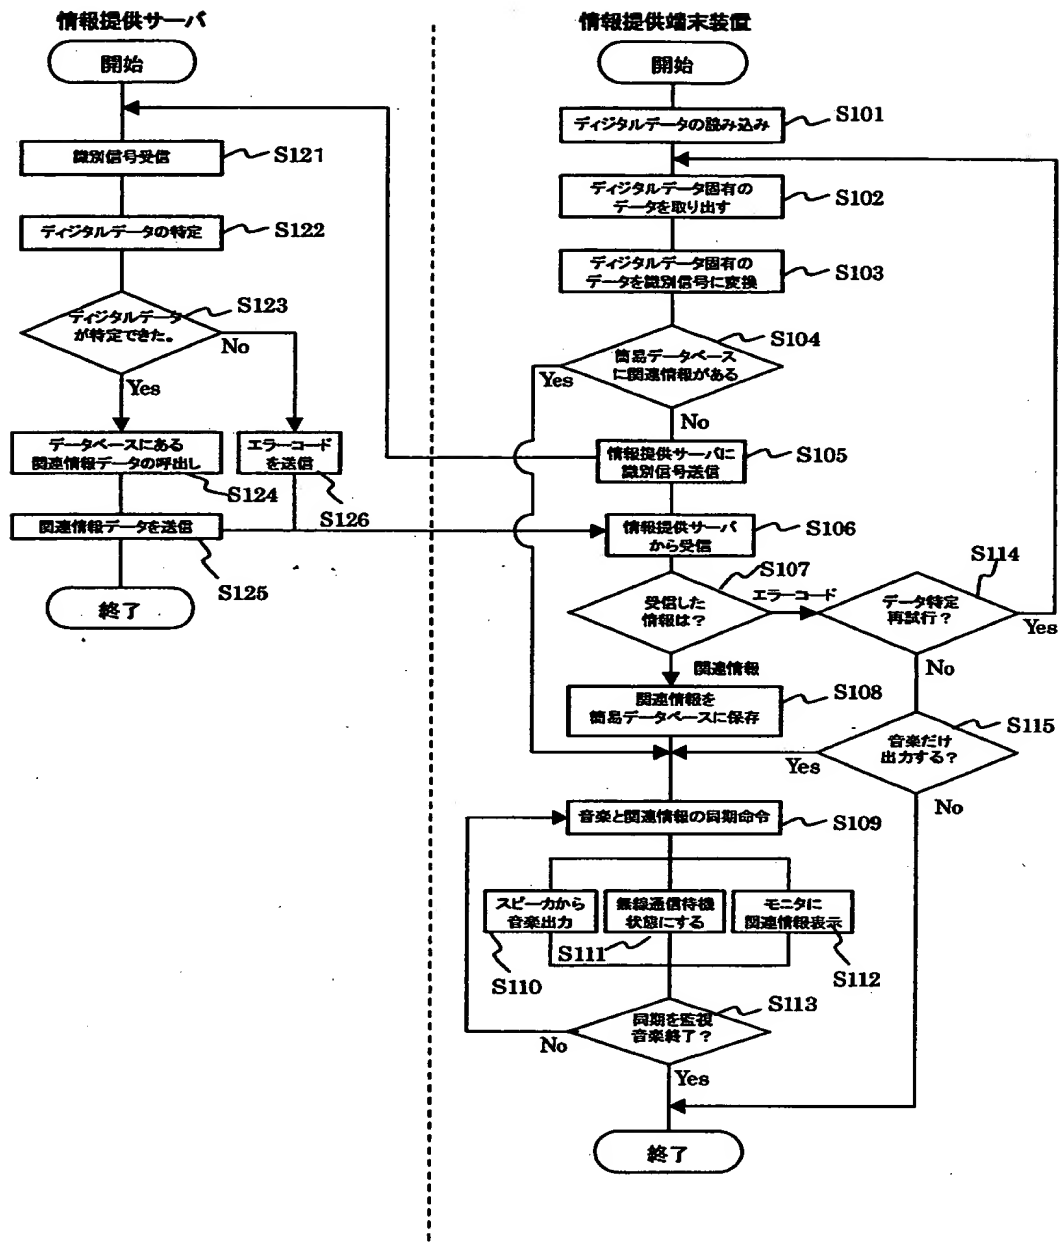 情報提供サーバ
開始
識別信号受信
S121
ディジタルデータの特定
S122
ディジタルデータ
が特定できた。
S123
No
Yes
データベースにある
関連情報データの呼出し
S124
エラーコード
を送信
S126
関連情報データを送信
S125
終了
情報提供端末装置
開始
ディジタルデータの読み込み
S101
ディジタルデータ固有の
データを取り出す
S102
ディジタルデータ固有の
データを識別信号に変換
S103
簡易データベース
に関連情報がある
S104
Yes
No
情報提供サーバに
識別信号送信
S105
情報提供サーバ
から受信
S106
受信した
情報は？
S107
エラーコード
データ特定
再試行？
S114
Yes
No
関連情報
関連情報を
簡易データベースに保存
S108
音楽だけ
出力する？
S115
Yes
No
音楽と関連情報の同期命令
S109
スピーカから
音楽出力
S110
無線通信待機
状態にする
S111
モニタに
関連情報表示
S112
同期を監視
音楽終了？
S113
No
Yes
終了